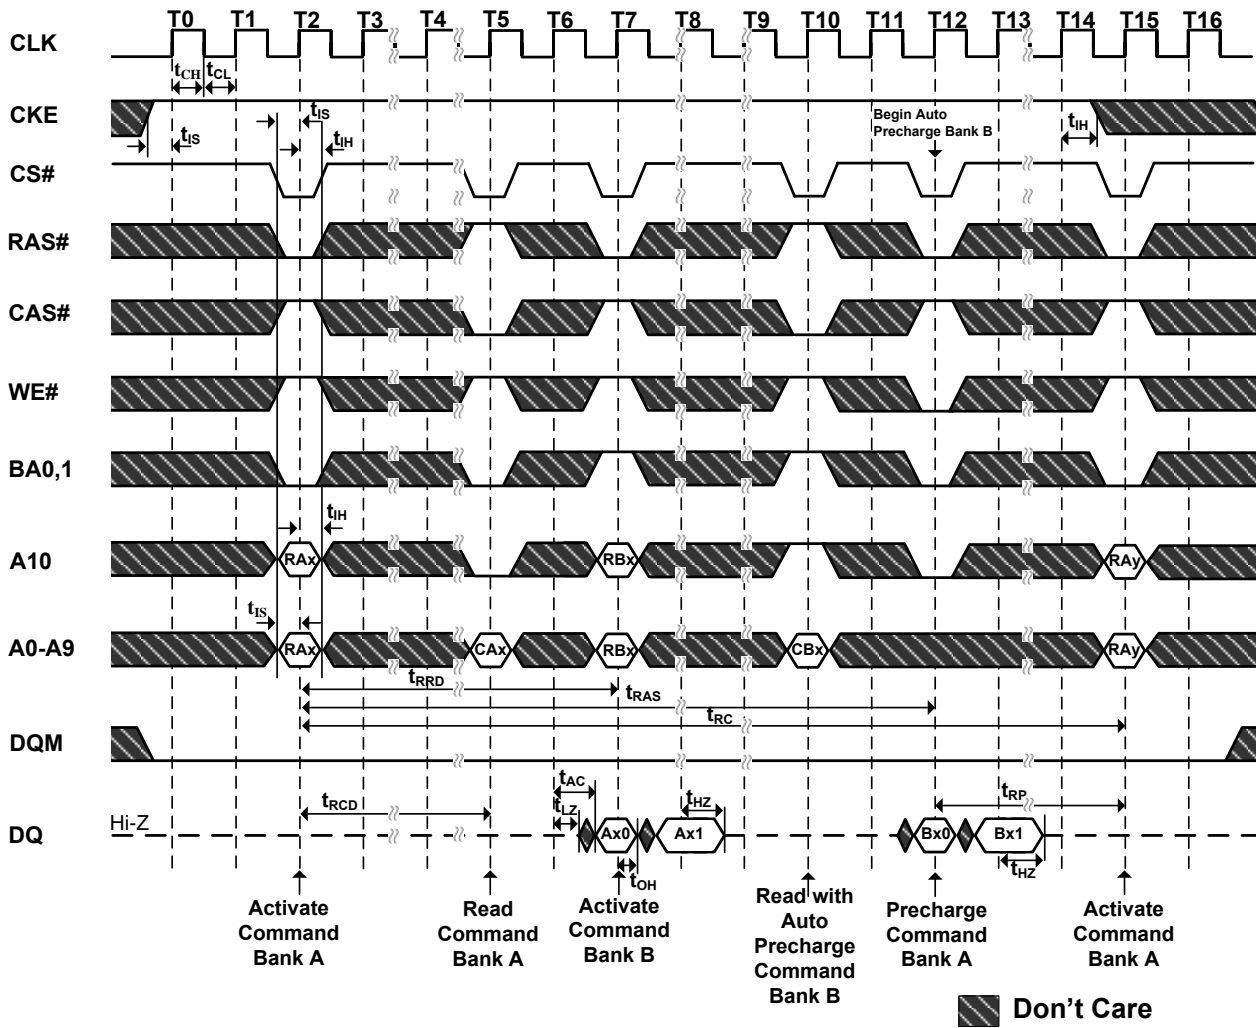 T0 T1 T2 T3 T4 T5 T6 T7 T8 T9 T10 T11 T12 T13 T14 T15 T16
CLK
tCH tCL
CKE
tIS
tIS
tIH
Begin Auto
Precharge Bank B
tIH
CS#
RAS#
CAS#
WE#
BA0,1
tIH
A10
RAx RBx RAy
tIS
A0-A9
RAx CAx RBx CBx RAy
tRRD
tRAS
tRC
DQM
tRCD
tAC
tLZ
tHZ
tRP
Hi-Z
DQ
Ax0 Ax1 Bx0 Bx1
tOH
tHZ
Activate
Command
Bank A
Read
Command
Bank A
Activate
Command
Bank B
Read with
Auto
Precharge
Command
Bank B
Precharge
Command
Bank A
Activate
Command
Bank A
Don't Care